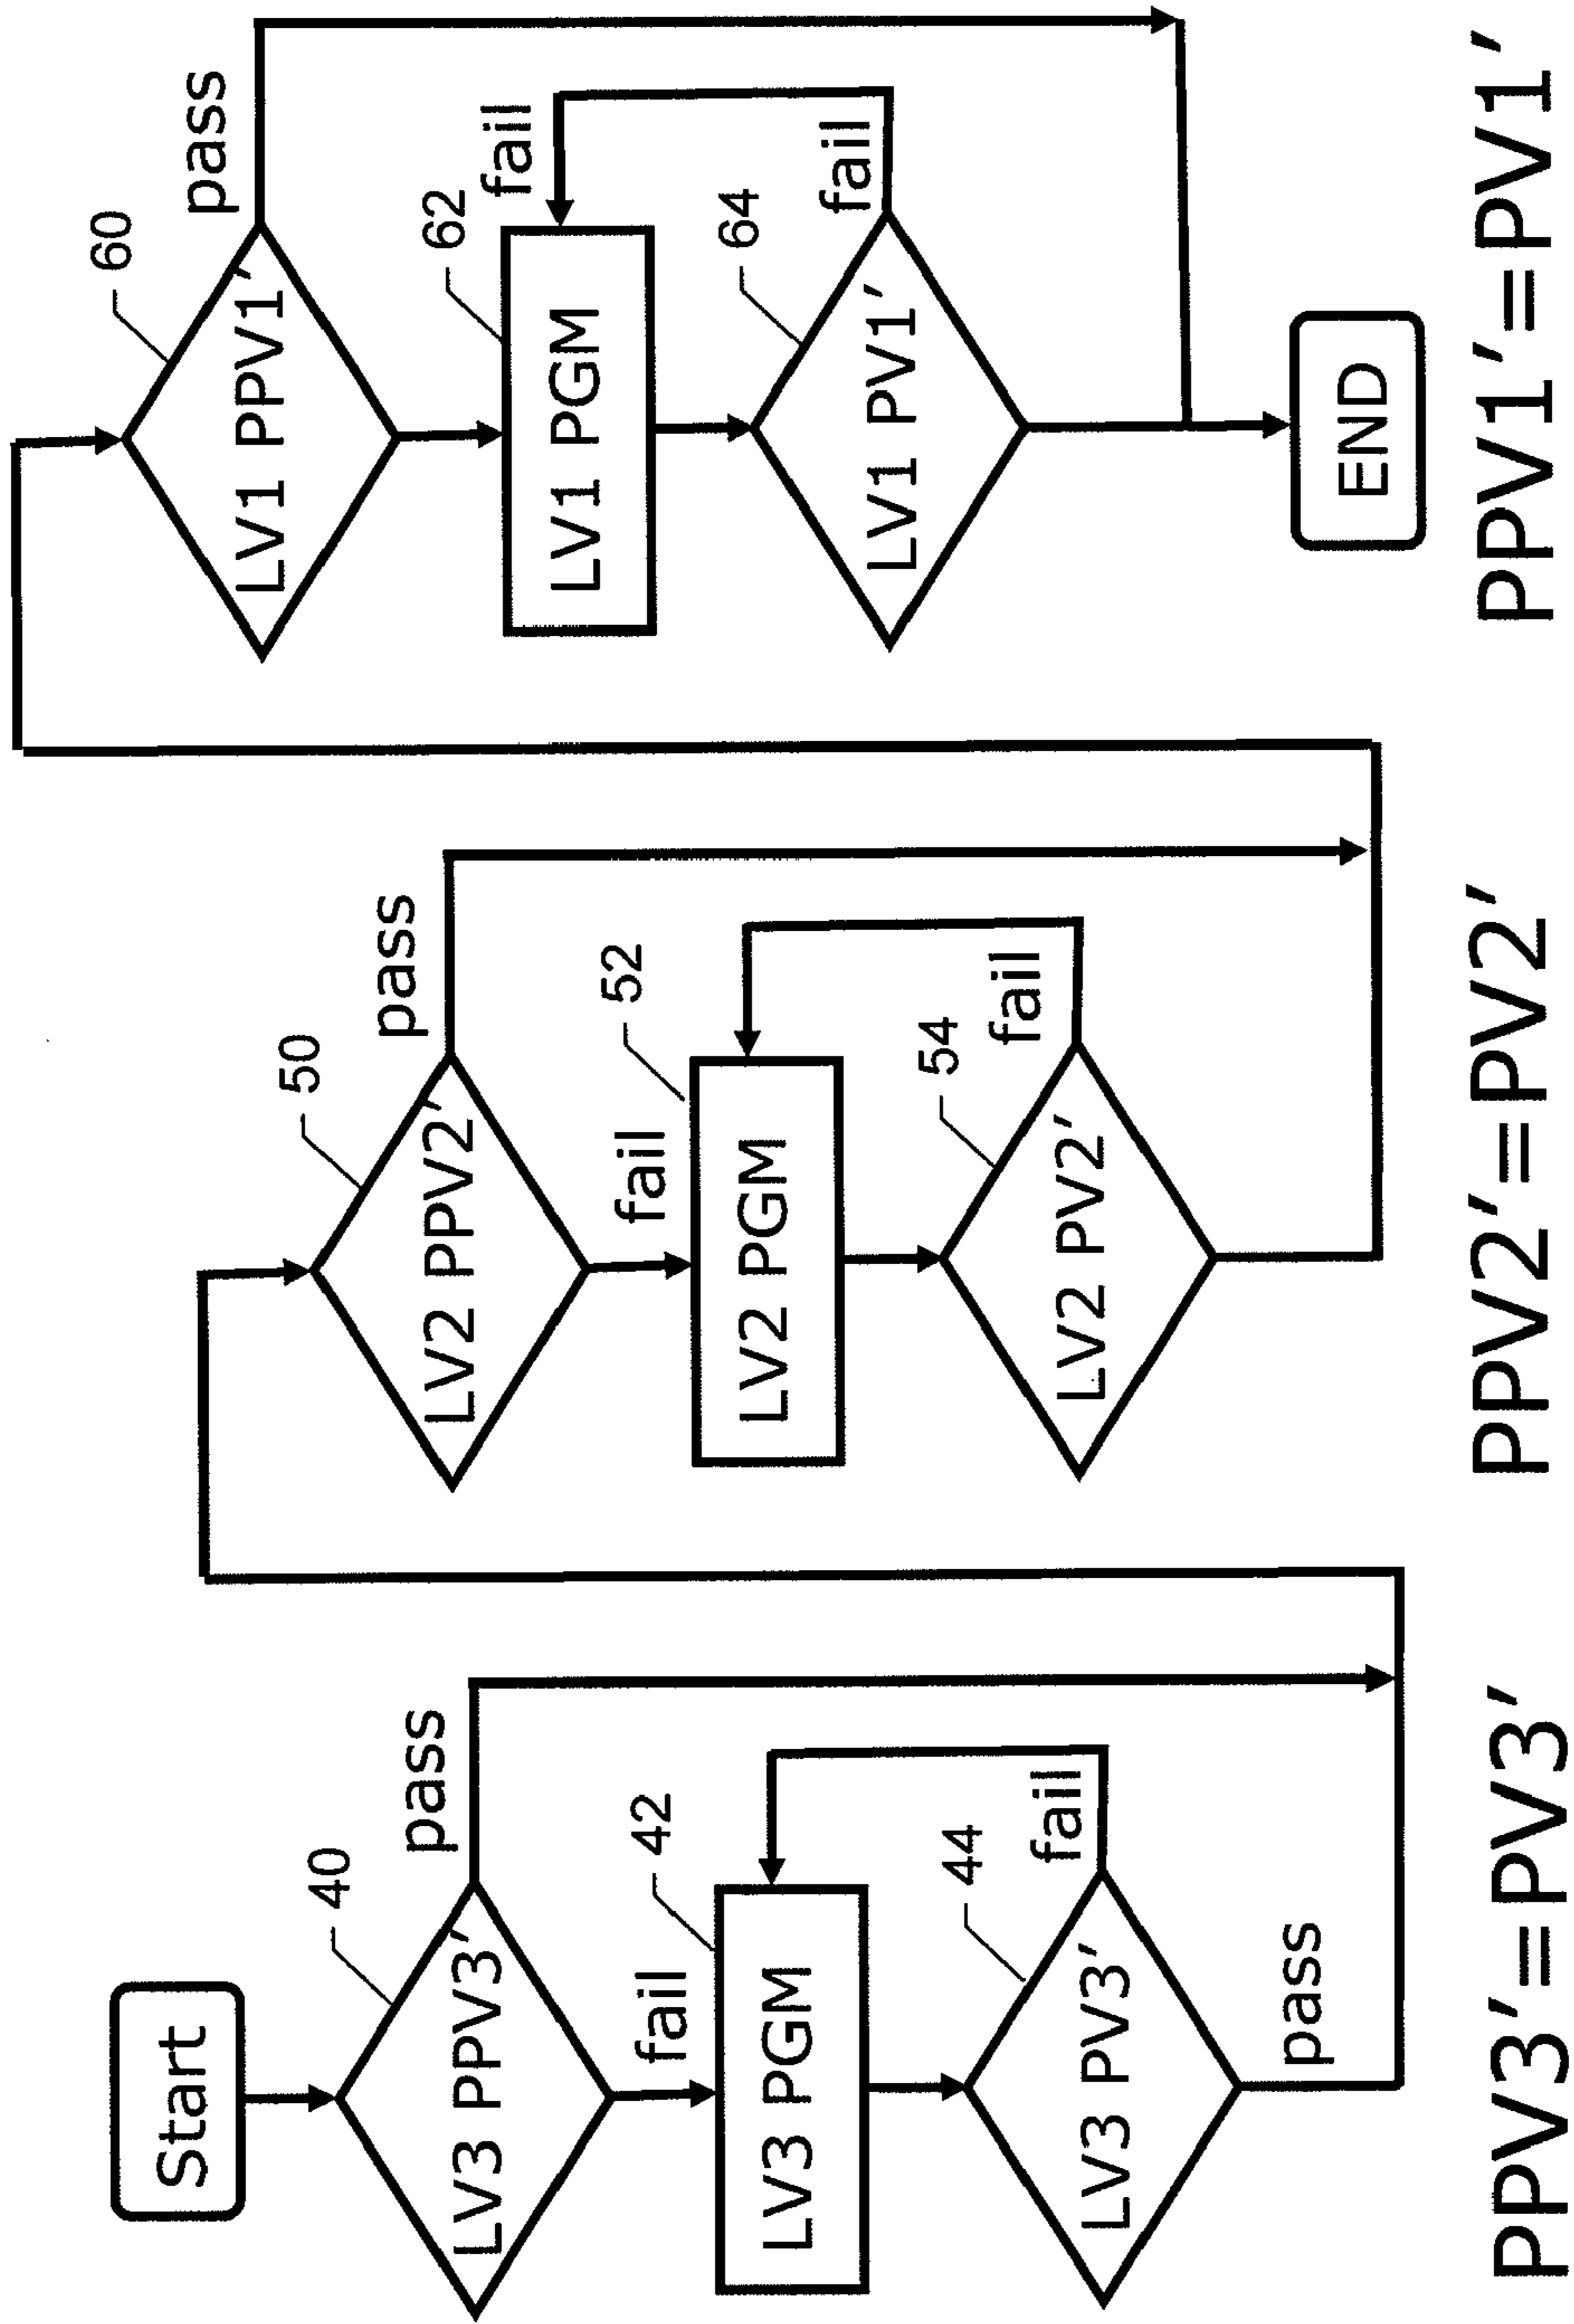 Start
40
LV3 PPV3'
pass
fail
42
LV3 PGM
44
LV3 PV3'
fail
pass
PPV3'=PV3'
50
LV2 PPV2'
pass
fail
52
LV2 PGM
54
LV2 PV2'
fail
PPV2'=PV2'
60
LV1 PPV1'
pass
62
fail
LV1 PGM
64
LV1 PV1'
fail
END
PPV1'=PV1'